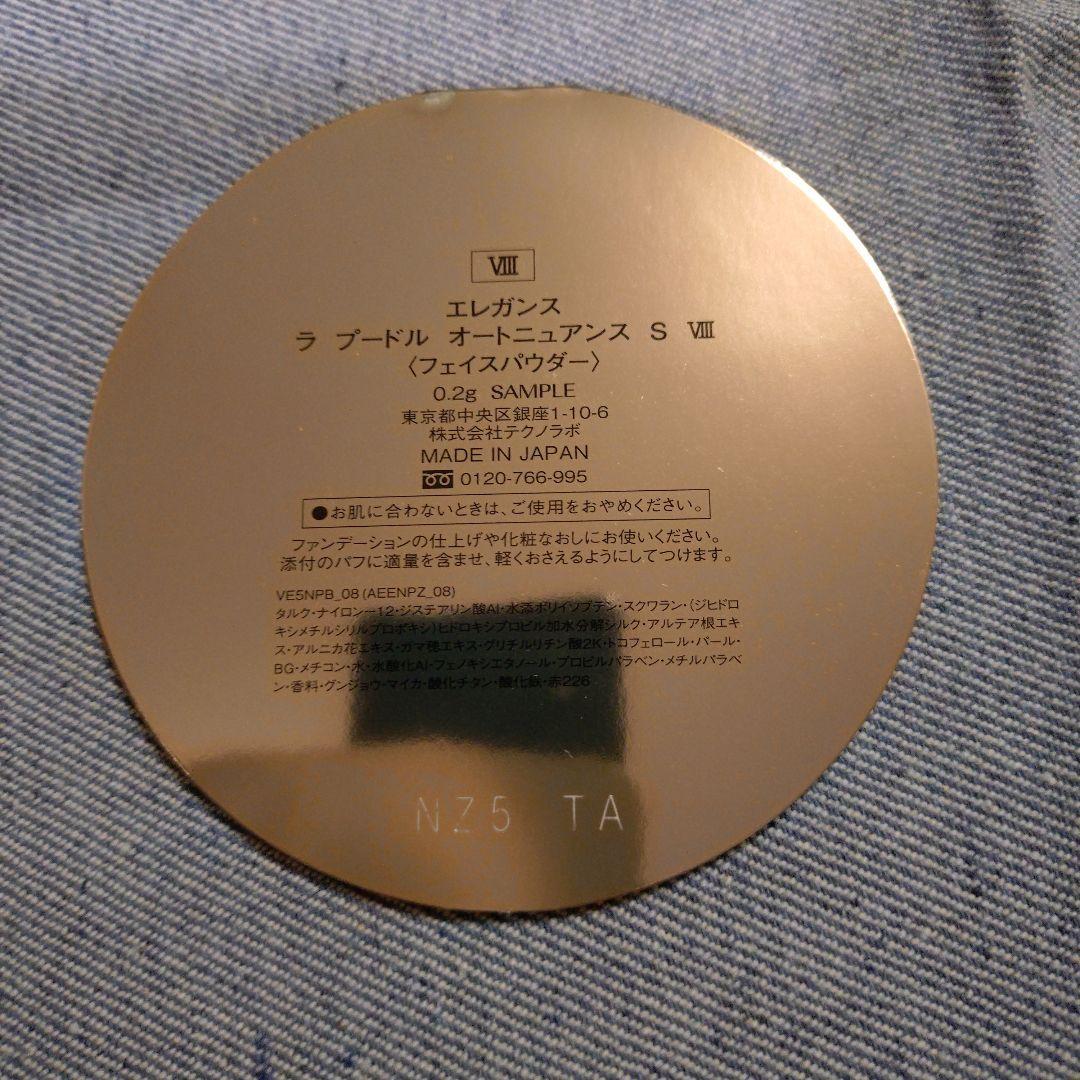 Ⅷ
エレガンス
ラ プードル オートニュアンス S Ⅷ
〈フェイスパウダー〉
0.2g SAMPLE
東京都中央区銀座1-10-6
株式会社テクノラボ
MADE IN JAPAN
0120-766-995
●お肌に合わないときは、ご使用をおやめください。
ファンデーションの仕上げや化粧なおしにお使いください。
添付のパフに適量を含ませ、軽くおさえるようにしてつけます。
VE5NPB_08(AEENPZ_08)
タルク・ナイロン-12・ジステアリン酸Al・水添ポリイソブテン・スクワラン・(ジヒドロ
キシメチルシリルプロポキシ)ヒドロキシプロピル加水分解シルク・アルテア根エキ
ス・アルニカ花エキス・ガマ穂エキス・グリチルリチン酸2K・トコフェロール・パール・
BG・メチコン・水・水酸化Al・フェノキシエタノール・プロピルパラベン・メチルパラベ
ン・香料・グンジョウ・マイカ・酸化チタン・酸化鉄・赤226
NZ5 TA